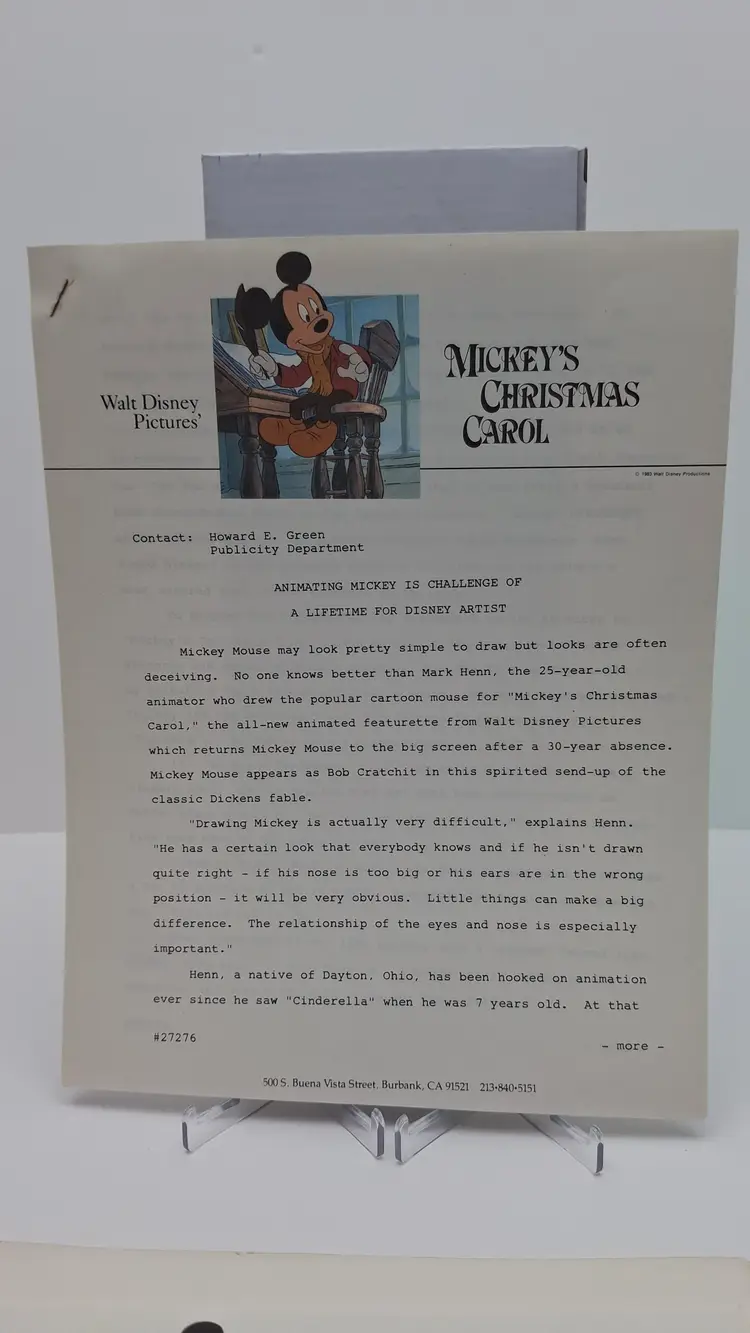 Walt Disney
Pictures'
MICKEY'S
CHRISTMAS
CAROL
© 1983 Walt Disney Productions
Contact: Howard E. Green
Publicity Department
ANIMATING MICKEY IS CHALLENGE OF
A LIFETIME FOR DISNEY ARTIST
Mickey Mouse may look pretty simple to draw but looks are often
deceiving. No one knows better than Mark Henn, the 25-year-old
animator who drew the popular cartoon mouse for "Mickey's Christmas
Carol," the all-new animated featurette from Walt Disney Pictures
which returns Mickey Mouse to the big screen after a 30-year absence.
Mickey Mouse appears as Bob Cratchit in this spirited send-up of the
classic Dickens fable.
"Drawing Mickey is actually very difficult," explains Henn.
"He has a certain look that everybody knows and if he isn't drawn
quite right - if his nose is too big or his ears are in the wrong
position - it will be very obvious. Little things can make a big
difference. The relationship of the eyes and nose is especially
important."
Henn, a native of Dayton, Ohio, has been hooked on animation
ever since he saw "Cinderella" when he was 7 years old. At that
#27276
- more -
500 S. Buena Vista Street, Burbank, CA 91521 213•840•5151